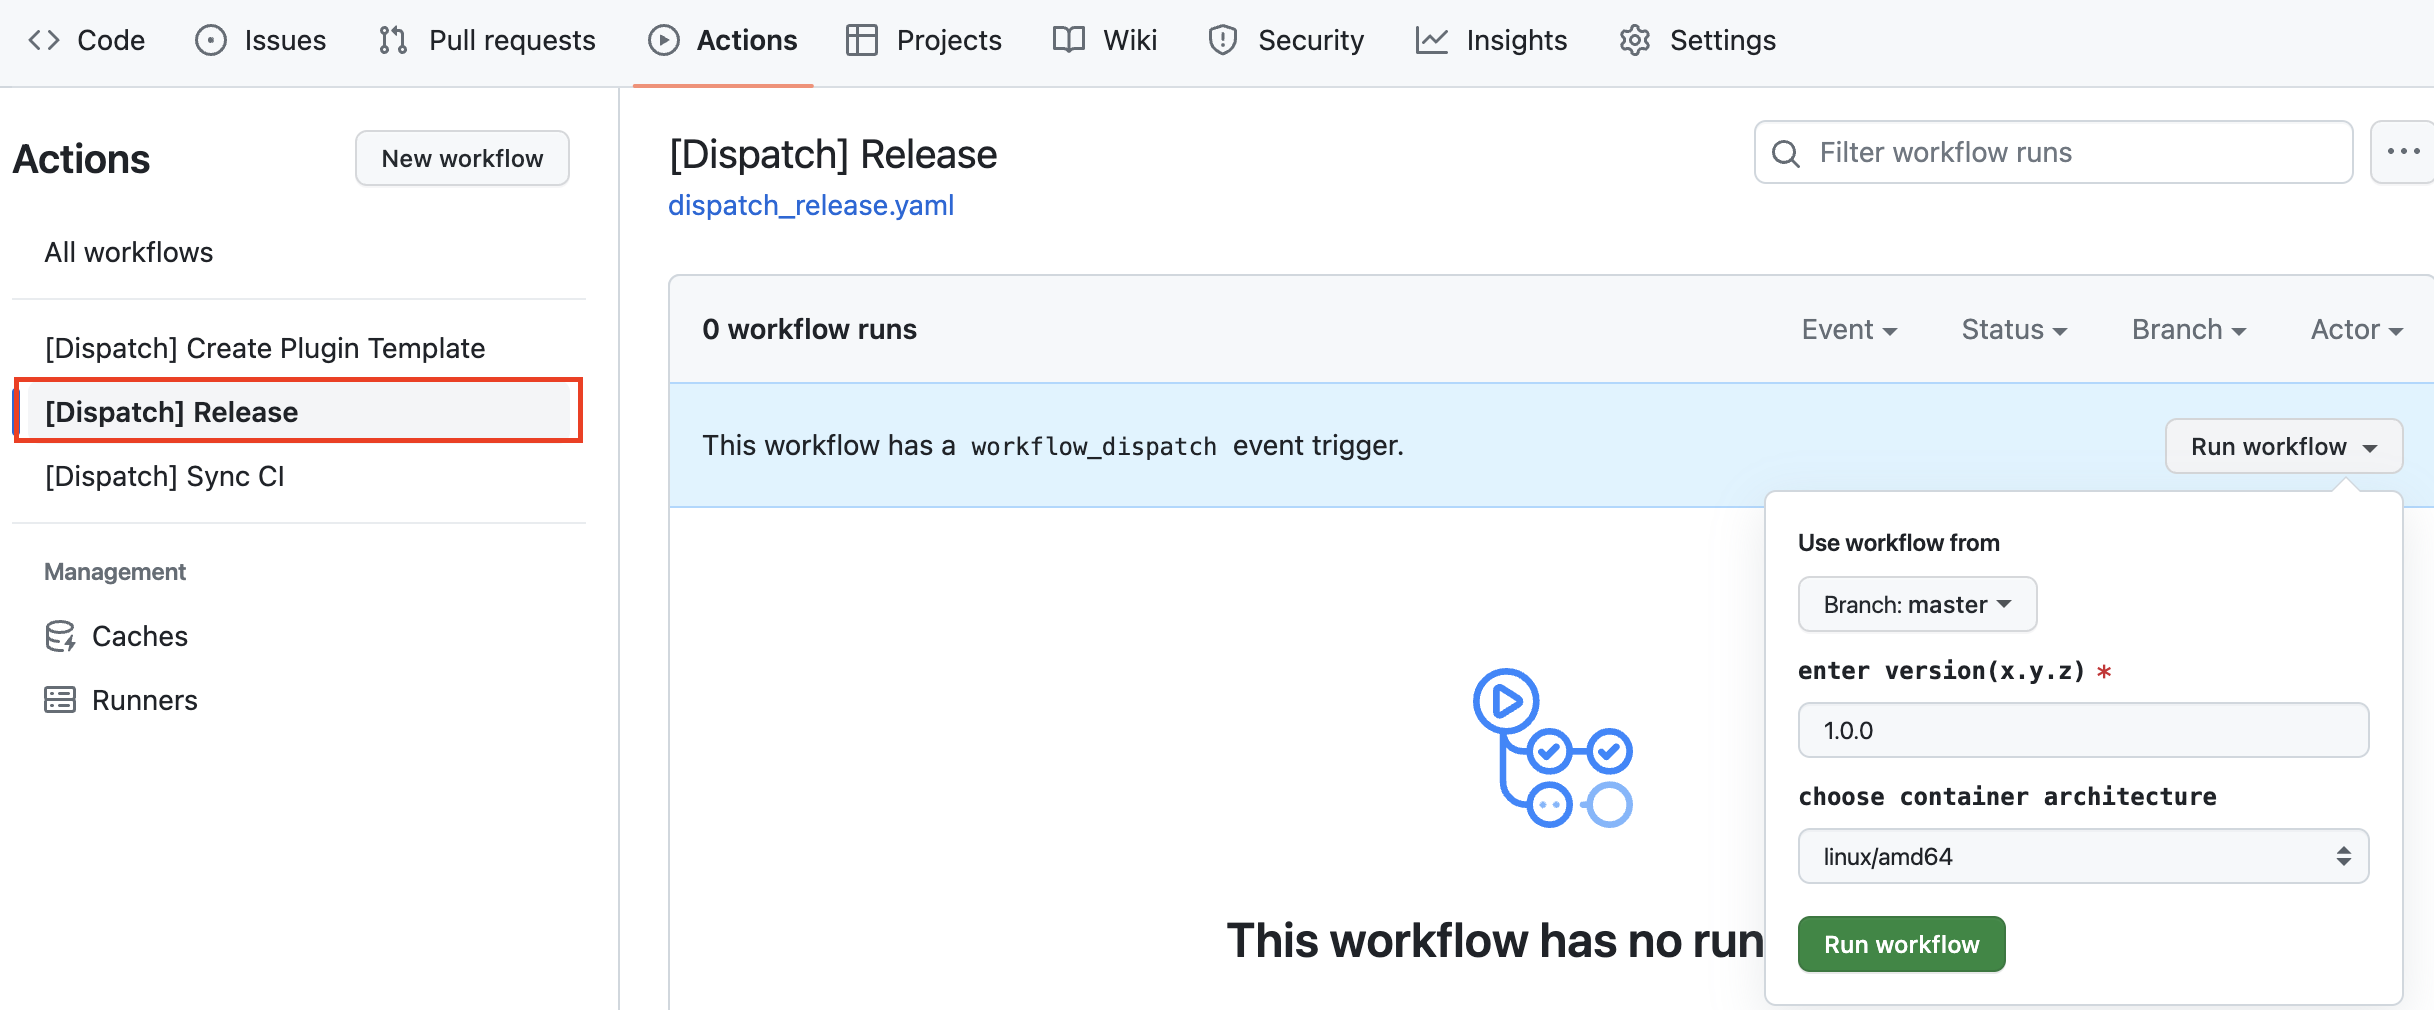 Code Issues Pull requests Actions Projects Wiki Security Insights Settings
Actions
New workflow
All workflows
[Dispatch] Create Plugin Template
[Dispatch] Release
[Dispatch] Sync CI
Management
Caches
Runners
[Dispatch] Release
dispatch_release.yaml
Filter workflow runs
0 workflow runs
Event Status Branch Actor
This workflow has a workflow_dispatch event trigger.
Run workflow
Use workflow from
Branch: master
enter version(x.y.z) *
1.0.0
choose container architecture
linux/amd64
Run workflow
This workflow has no run